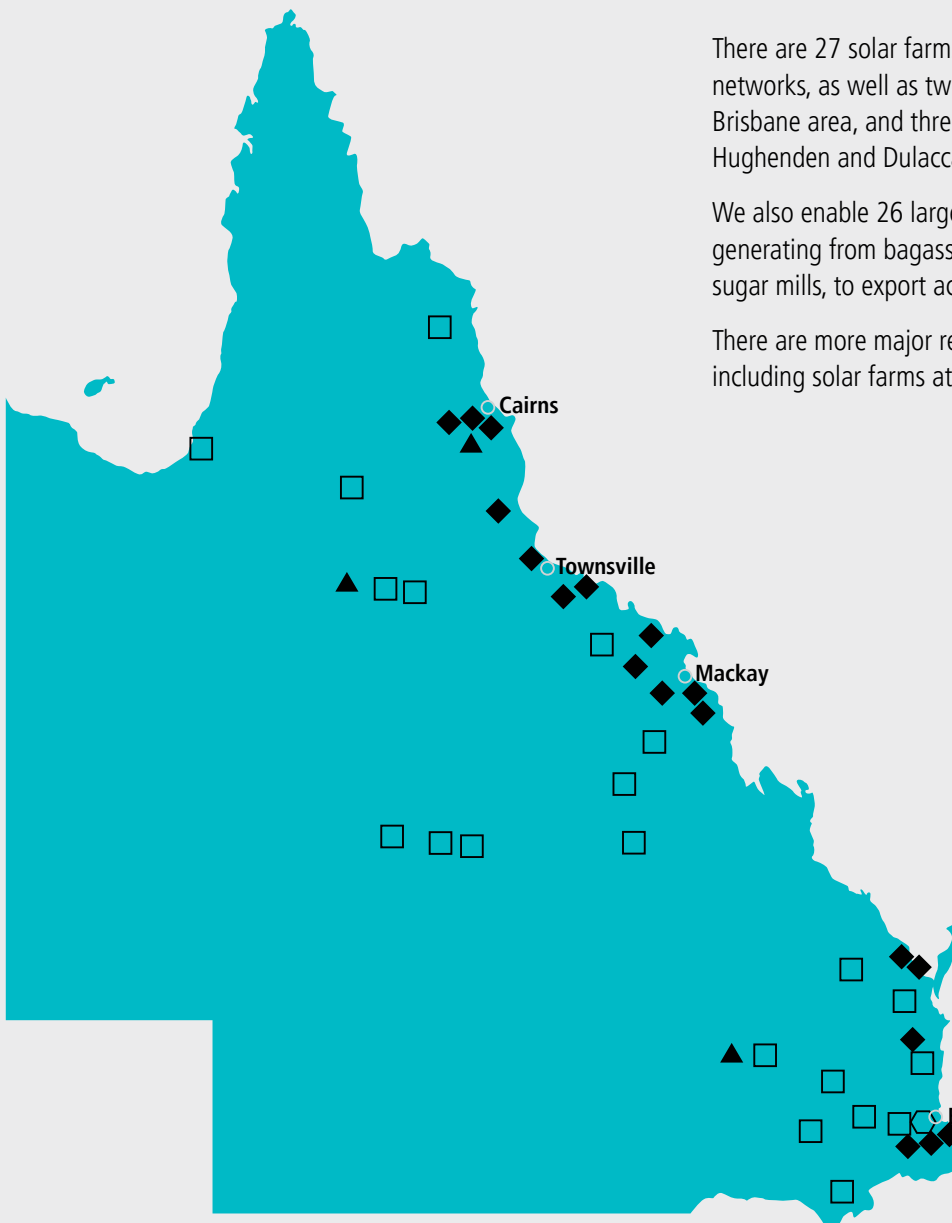 There are 27 solar farm
networks, as well as tw
Brisbane area, and thre
Hughenden and Dulacc
We also enable 26 large
generating from bagass
sugar mills, to export ac
There are more major re
including solar farms at
Cairns
Townsville
Mackay